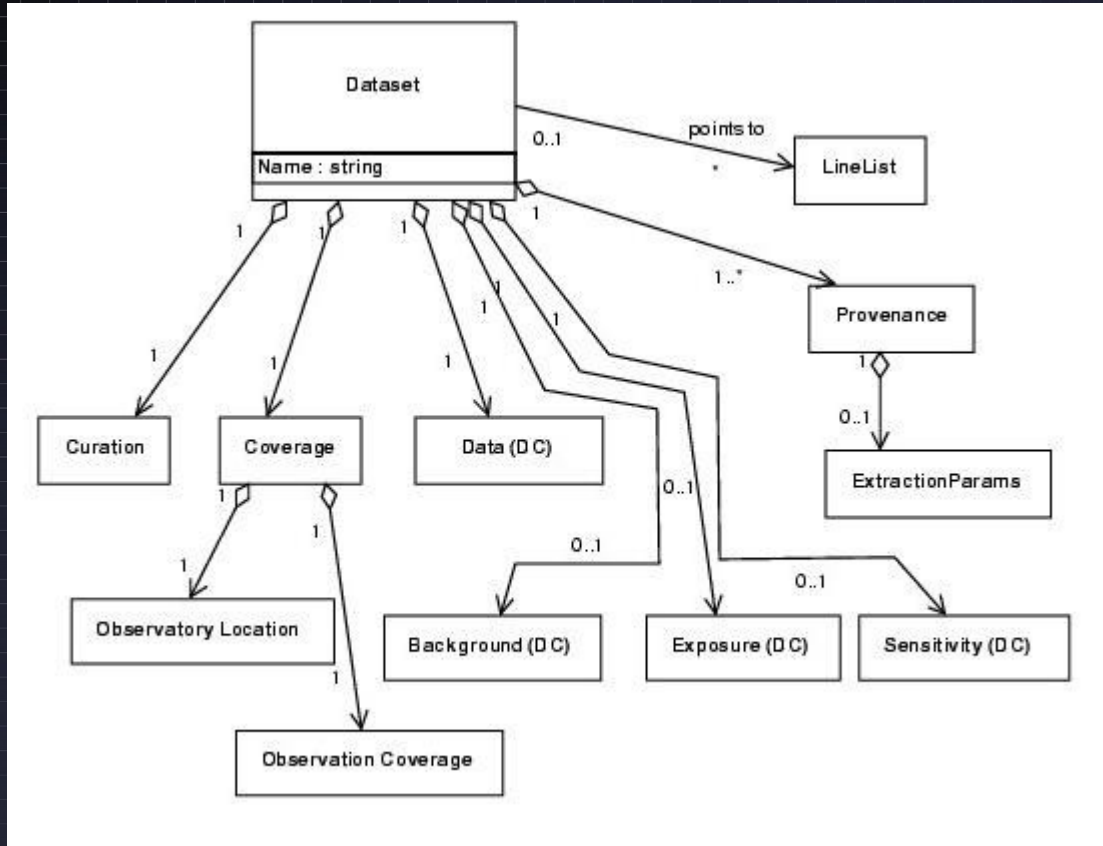 Dataset
Name : string
points to
0..1
*
LineList
1
1..*
Provenance
1
0..1
ExtractionParams
1
1
1
1
1
1
1
1
1
1
Curation
Coverage
Data (DC)
1
1
1
1
0..1
0..1
0..1
Observatory Location
Background (DC)
Exposure (DC)
Sensitivity (DC)
Observation Coverage